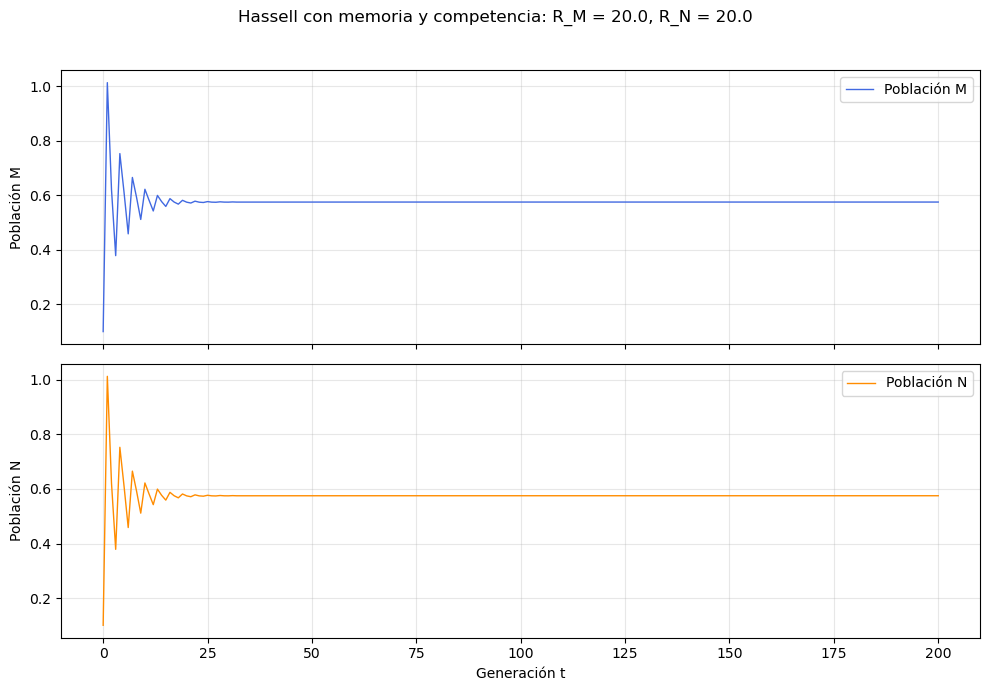 Hassell con memoria y competencia: R_M = 20.0, R_N = 20.0
Población M
1.0
0.8
0.6
0.4
0.2
Población M
Población N
1.0
0.8
0.6
0.4
0.2
Población N
0 25 50 75 100 125 150 175 200
Generación t